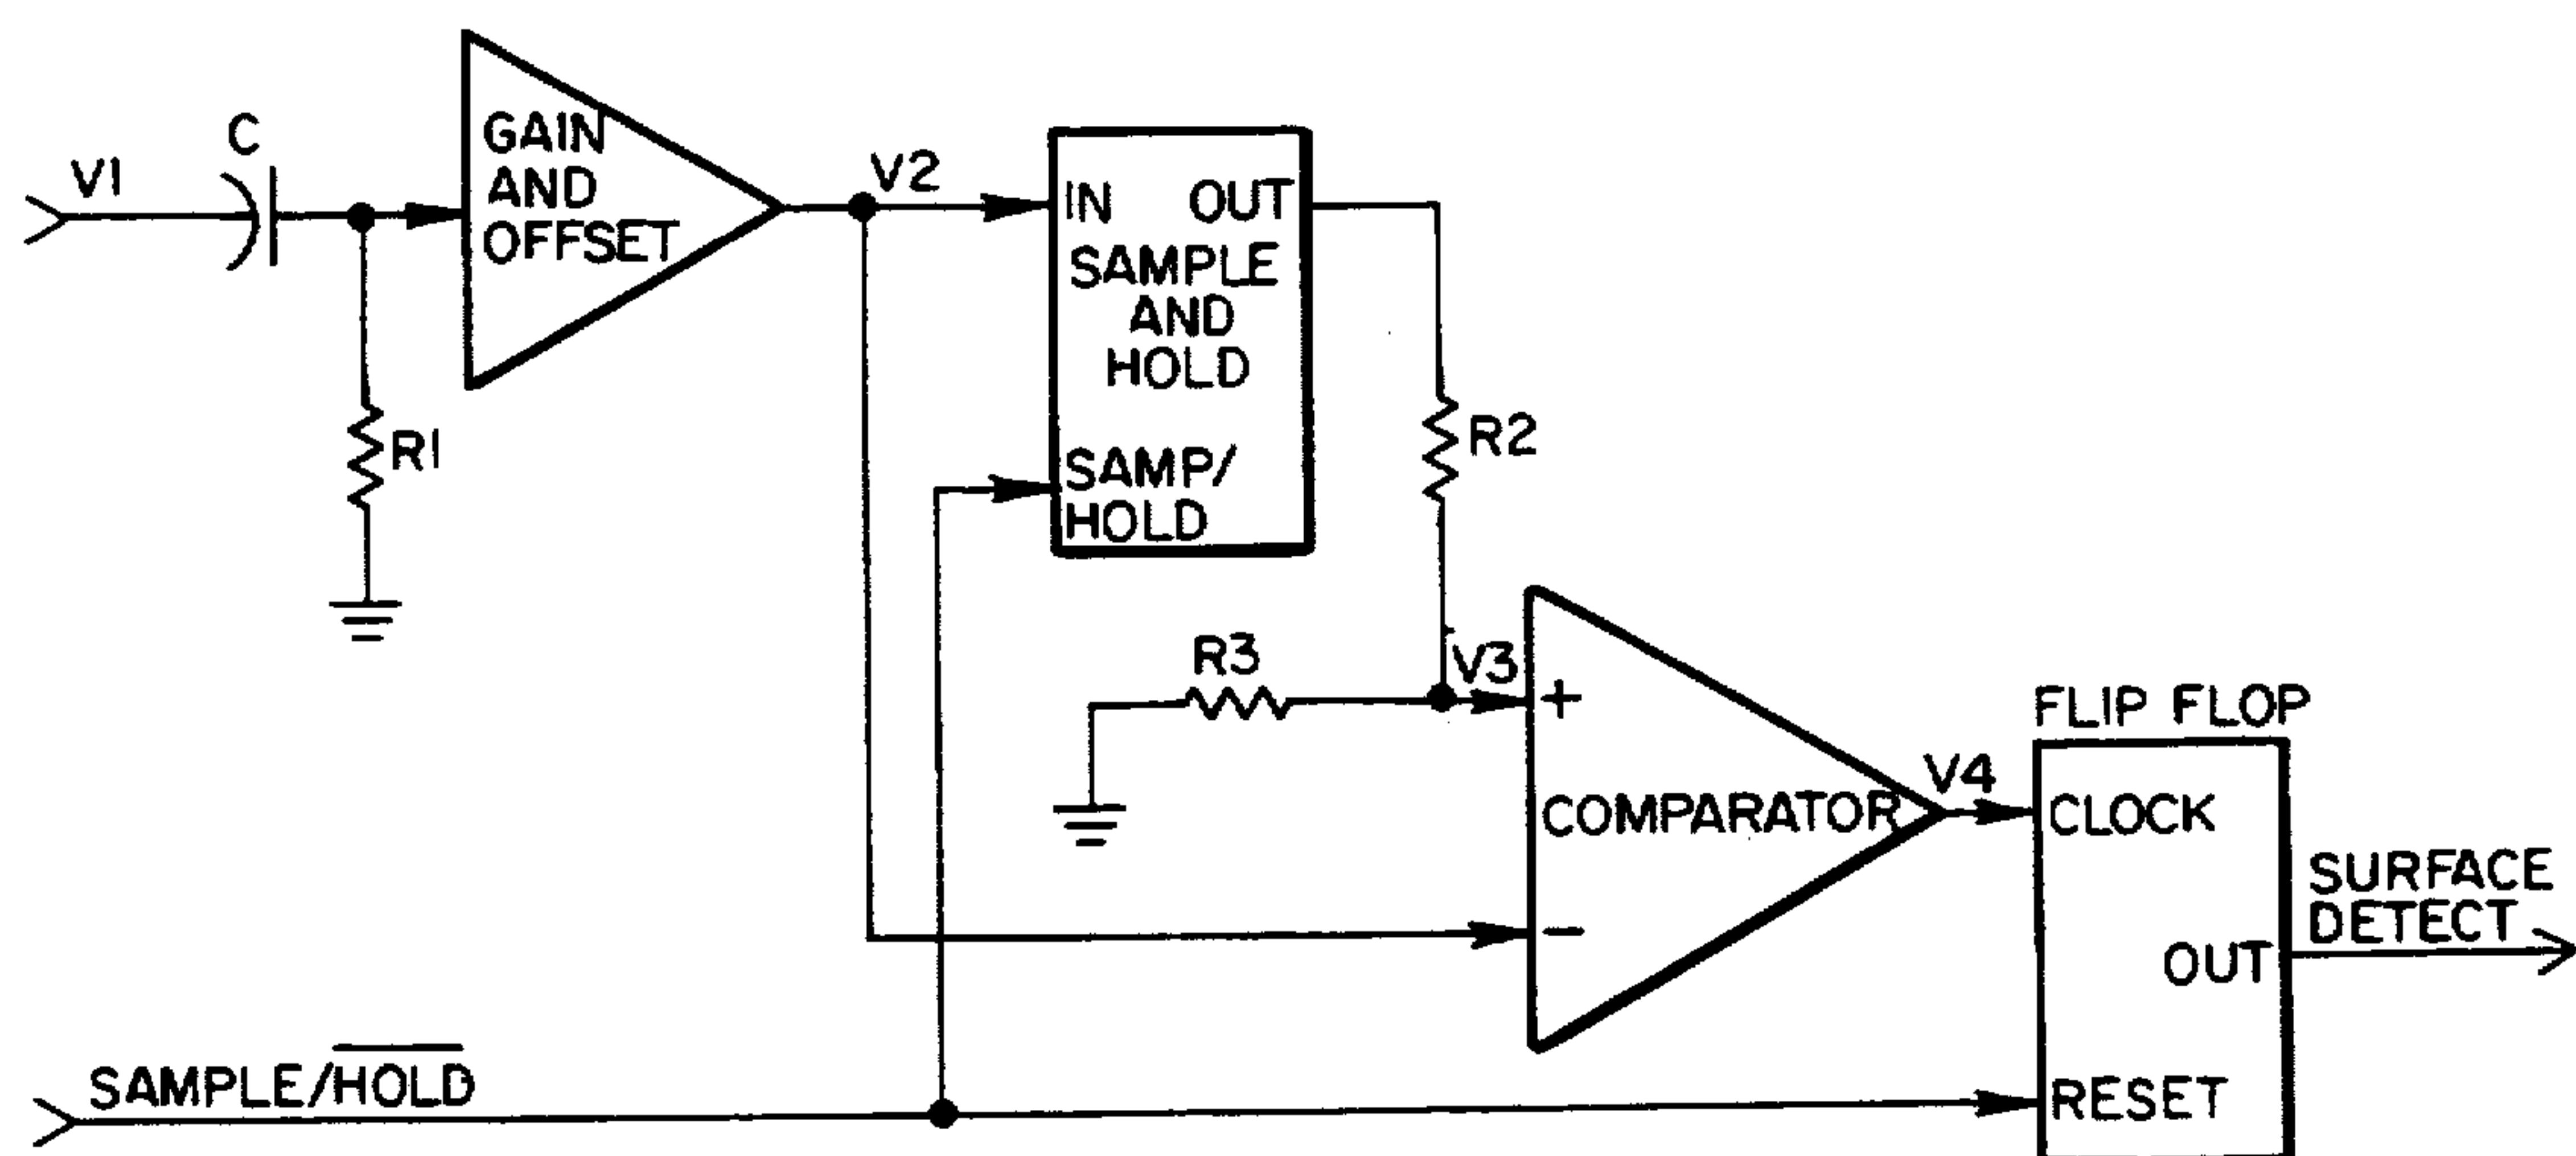 V1
C
GAIN
AND
OFFSET
R1
V2
IN OUT
SAMPLE
AND
HOLD
SAMP/
HOLD
R2
R3
V3
+
COMPARATOR
-
V4
FLIP FLOP
CLOCK
OUT
RESET
SURFACE
DETECT
SAMPLE/HOLD